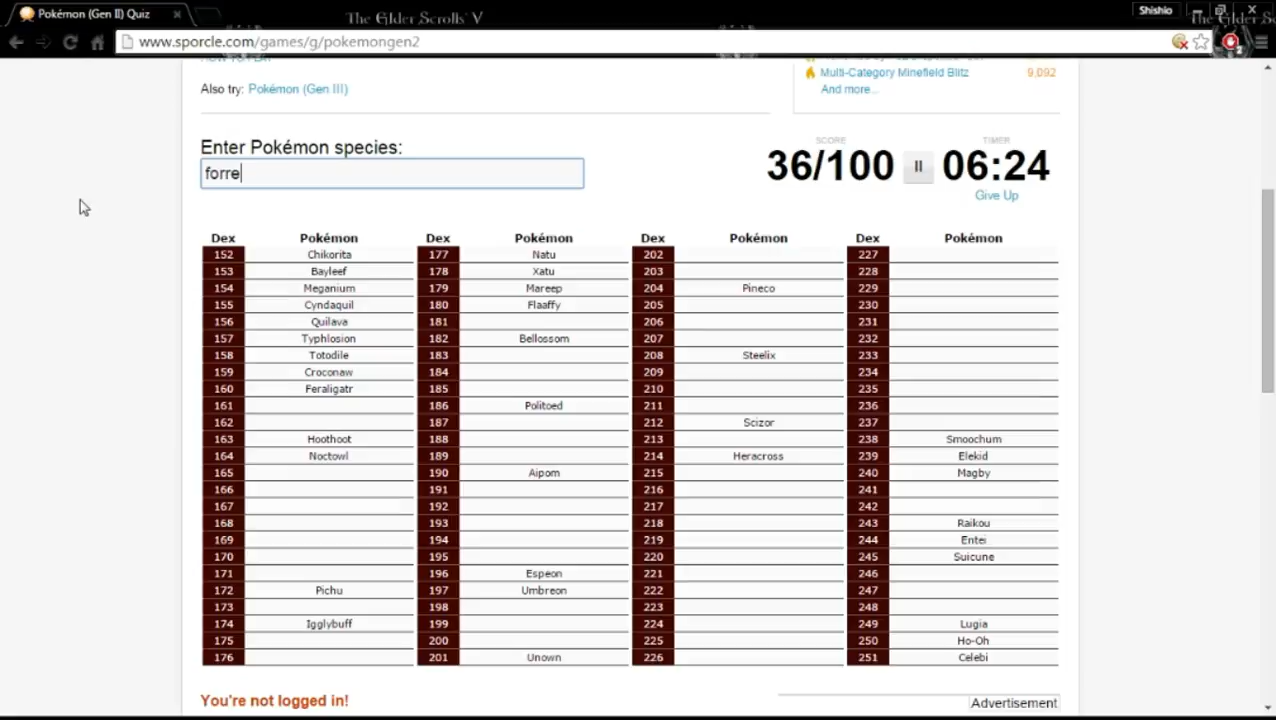 Pokémon (Gen II) Quiz
The Elder Scrolls V
Shishio
www.sporcle.com/games/g/pokemongen2
HOW TO PLAY
Also try: Pokémon (Gen III)
Multi-Category Minefield Blitz 9,092
And more...
Enter Pokémon species:
forre
SCORE
36/100
TIMER
06:24
Give Up
Dex Pokémon Dex Pokémon Dex Pokémon Dex Pokémon
152 Chikorita 177 Natu 202 227
153 Bayleef 178 Xatu 203 228
154 Meganium 179 Mareep 204 Pineco 229
155 Cyndaquil 180 Flaaffy 205 230
156 Quilava 181 206 231
157 Typhlosion 182 Bellossom 207 232
158 Totodile 183 208 Steelix 233
159 Croconaw 184 209 234
160 Feraligatr 185 210 235
161 186 Politoed 211 236
162 187 212 Scizor 237
163 Hoothoot 188 213 238 Smoochum
164 Noctowl 189 214 Heracross 239 Elekid
165 190 Aipom 215 240 Magby
166 191 216 241
167 192 217 242
168 193 218 243 Raikou
169 194 219 244 Entei
170 195 220 245 Suicune
171 196 Espeon 221 246
172 Pichu 197 Umbreon 222 247
173 198 223 248
174 Igglybuff 199 224 249 Lugia
175 200 225 250 Ho-Oh
176 201 Unown 226 251 Celebi
You're not logged in!
Advertisement